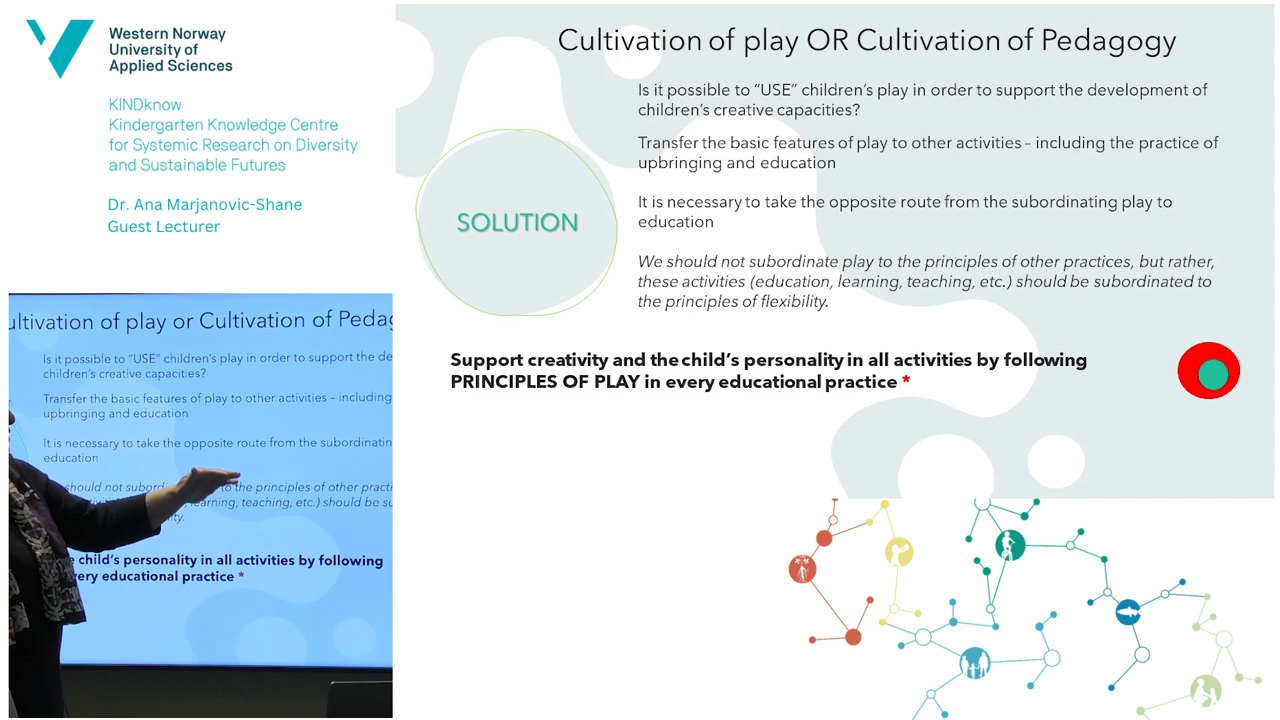 Western Norway
University of
Applied Sciences
KINDknow
Kindergarten Knowledge Centre
for Systemic Research on Diversity
and Sustainable Futures
Dr. Ana Marjanovic-Shane
Guest Lecturer
Cultivation of play OR Cultivation of Pedagogy
Is it possible to "USE" children's play in order to support the development of
children's creative capacities?
Transfer the basic features of play to other activities – including the practice of
upbringing and education
It is necessary to take the opposite route from the subordinating play to
education
SOLUTION
We should not subordinate play to the principles of other practices, but rather,
these activities (education, learning, teaching, etc.) should be subordinated to
the principles of flexibility.
Support creativity and the child's personality in all activities by following
PRINCIPLES OF PLAY in every educational practice *
of play or Cultivation of
Is it possible to "USE" children's play in order to support the
children's creative capacities?
Transfer the basic features of play to other activities – including
upbringing and education
It is necessary to take the opposite route from the
education
should not to the principles of other
learning, teaching, etc.) should be
child's personality in all activities by following
every educational practice *